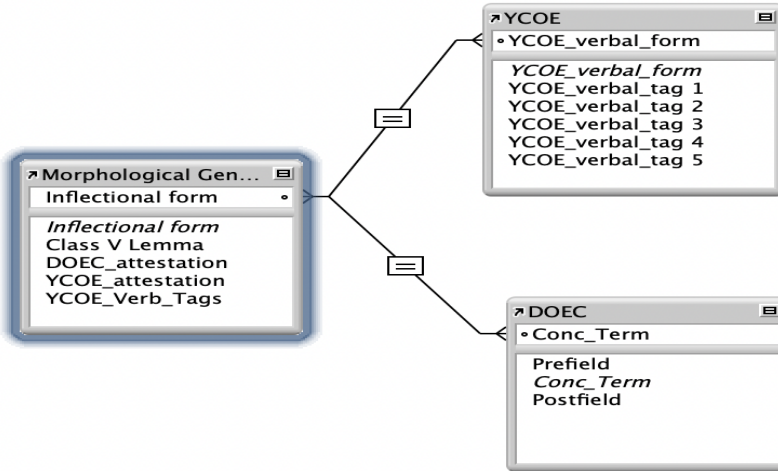 YCOE
YCOE_verbal_form
YCOE_verbal_form
YCOE_verbal_tag 1
YCOE_verbal_tag 2
YCOE_verbal_tag 3
YCOE_verbal_tag 4
YCOE_verbal_tag 5
Morphological Gen...
Inflectional form
Inflectional form
Class V Lemma
DOEC_attestation
YCOE_attestation
YCOE_Verb_Tags
DOEC
Conc_Term
Prefield
Conc_Term
Postfield